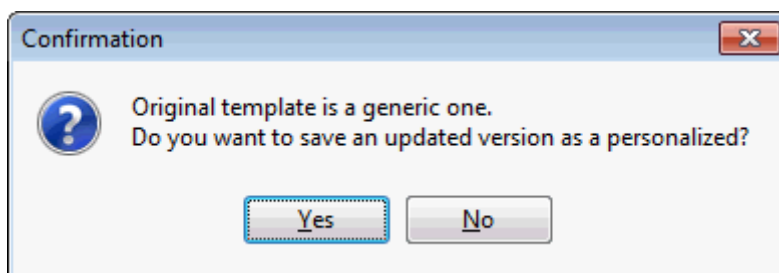 Confirmation
Original template is a generic one.
Do you want to save an updated version as a personalized?
Yes
No